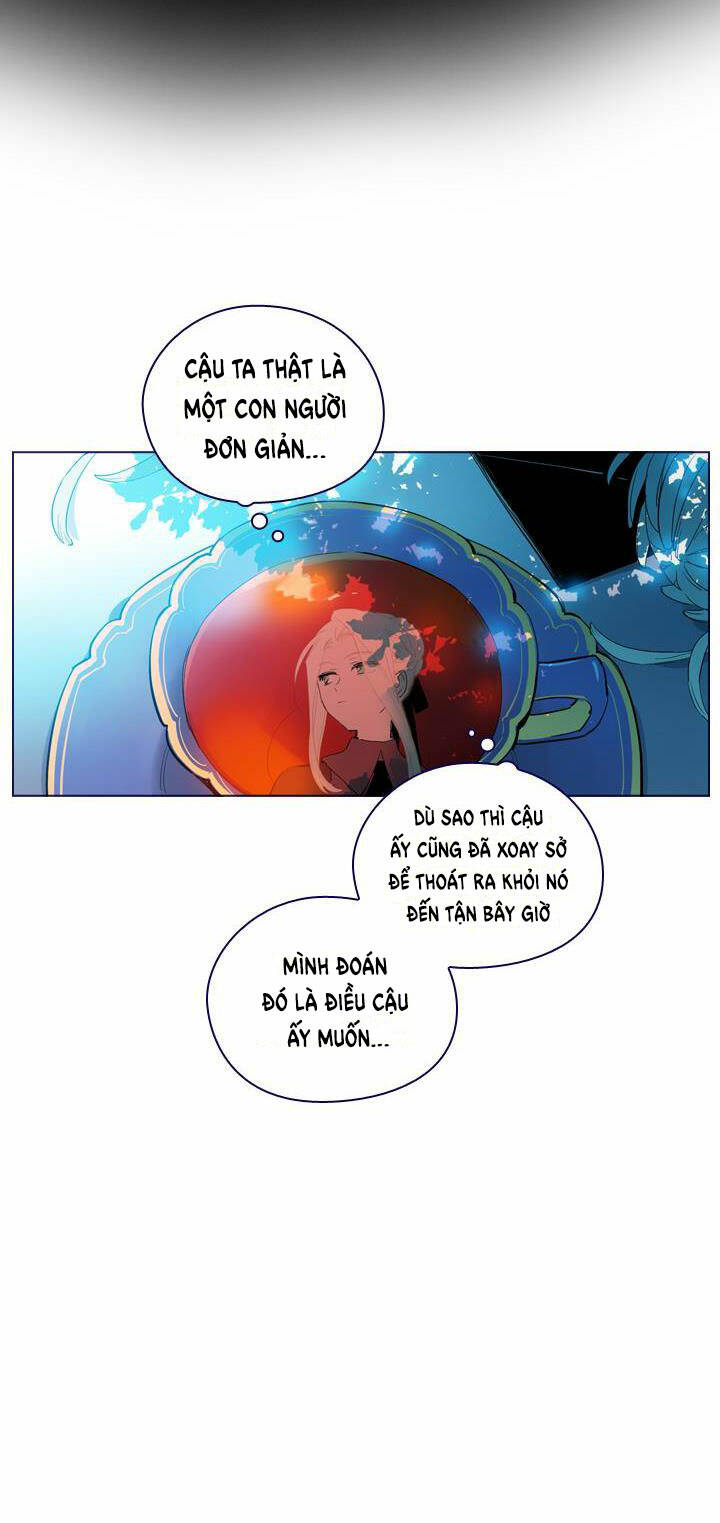 CẬU TA THẬT LÀ
MỘT CON NGƯỜI
ĐƠN GIẢN...
DÙ SAO THÌ CẬU
ẤY CŨNG ĐÃ XOAY SỞ
ĐỂ THOÁT RA KHỎI NÓ
ĐẾN TẬN BÂY GIỜ
MÌNH ĐOÁN
ĐÓ LÀ ĐIỀU CẬU
ẤY MUỐN...